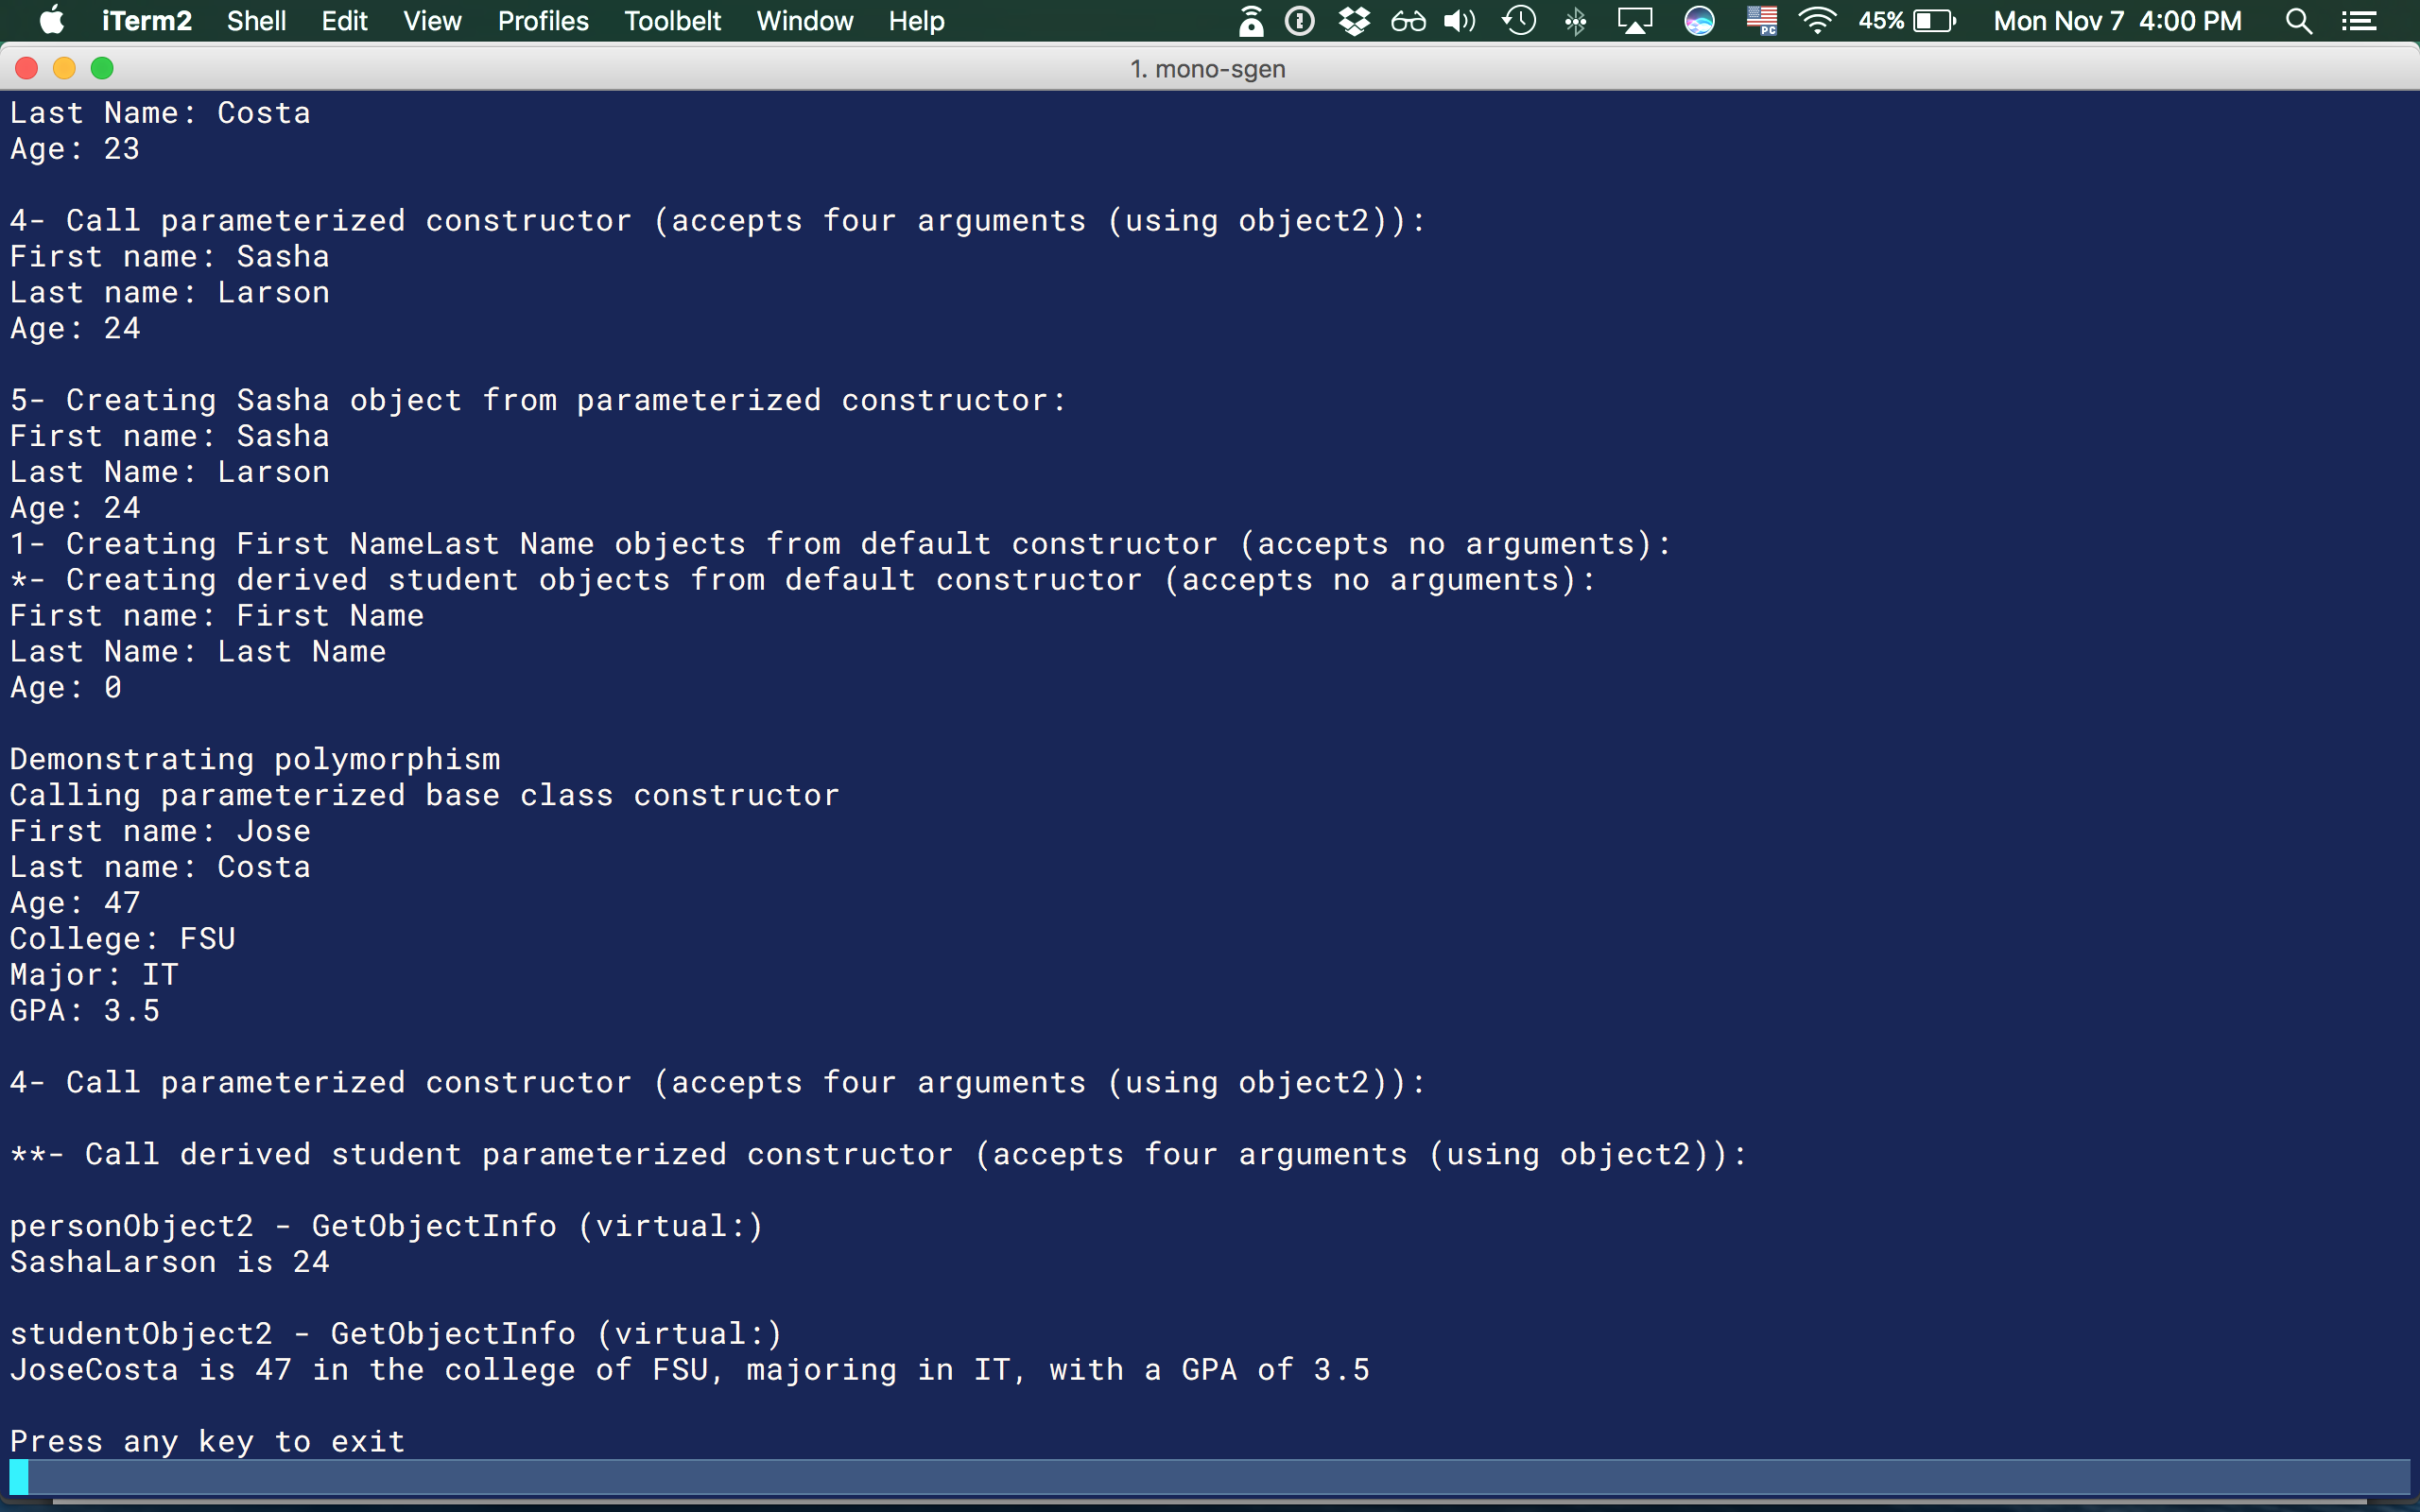 iTerm2 Shell Edit View Profiles Toolbelt Window Help PC 45% Mon Nov 7 4:00 PM
1. mono-sgen
Last Name: Costa
Age: 23
4- Call parameterized constructor (accepts four arguments (using object2)):
First name: Sasha
Last name: Larson
Age: 24
5- Creating Sasha object from parameterized constructor:
First name: Sasha
Last Name: Larson
Age: 24
1- Creating First NameLast Name objects from default constructor (accepts no arguments):
*- Creating derived student objects from default constructor (accepts no arguments):
First name: First Name
Last Name: Last Name
Age: 0
Demonstrating polymorphism
Calling parameterized base class constructor
First name: Jose
Last name: Costa
Age: 47
College: FSU
Major: IT
GPA: 3.5
4- Call parameterized constructor (accepts four arguments (using object2)):
**- Call derived student parameterized constructor (accepts four arguments (using object2)):
personObject2 - GetObjectInfo (virtual:)
SashaLarson is 24
studentObject2 - GetObjectInfo (virtual:)
JoseCosta is 47 in the college of FSU, majoring in IT, with a GPA of 3.5
Press any key to exit